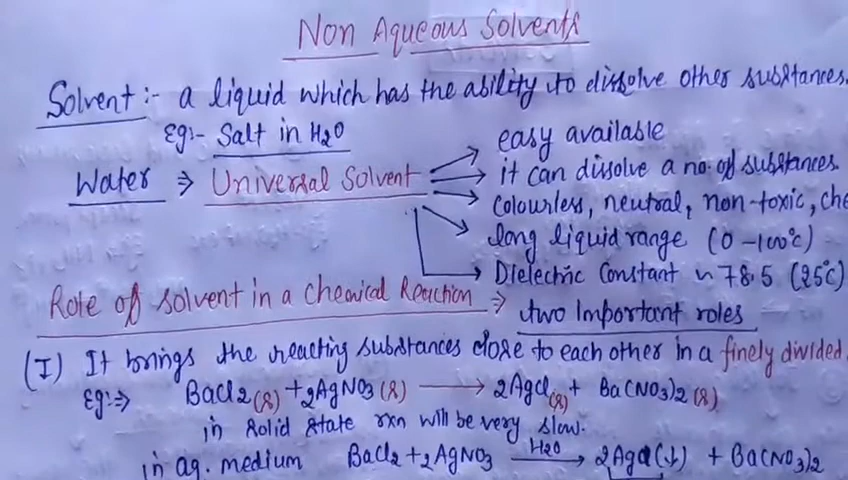 Non Aqueous Solvents
Solvent:- a liquid which has the ability to dissolve other substances.
Eg:- Salt in H₂O
Water ⇒ Universal Solvent
→ easy available
→ it can dissolve a no. of substances.
→ Colourless, neutral, non-toxic, che
→ long liquid range (0-100°C)
→ Dielectric Constant ~ 78.5 (25°C)
Role of solvent in a chemical Reaction ⇒ two Important roles
(I) It brings the reacting substances close to each other in a finely divided
Eg:⇒ BaCl₂(s) + 2AgNO₃(s) → 2AgCl(s) + Ba(NO₃)₂(s)
in solid state rxn will be very slow.
in aq. medium BaCl₂ + 2AgNO₃ —H₂O→ 2AgCl(↓) + Ba(NO₃)₂